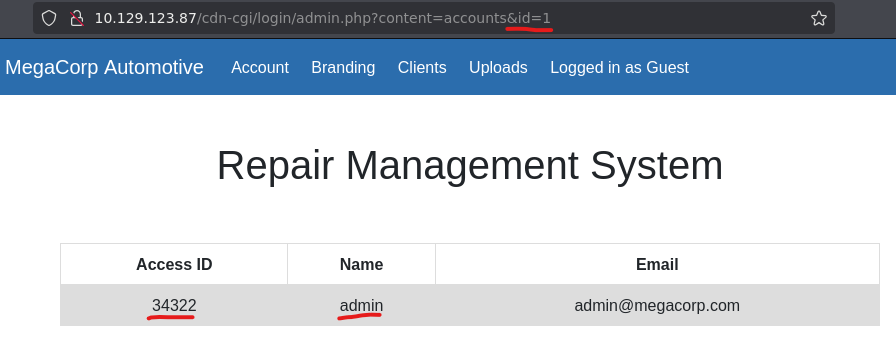 10.129.123.87/cdn-cgi/login/admin.php?content=accounts&id=1
MegaCorp Automotive Account Branding Clients Uploads Logged in as Guest
Repair Management System
Access ID Name Email
34322 admin admin@megacorp.com